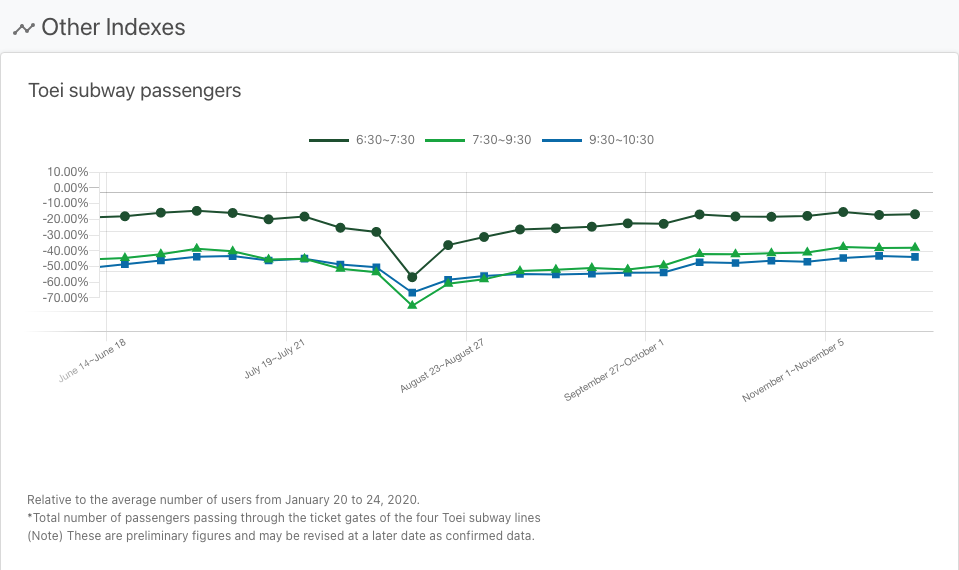 Other Indexes
Toei subway passengers
6:30~7:30 7:30~9:30 9:30~10:30
10.00%
0.00%
-10.00%
-20.00%
-30.00%
-40.00%
-50.00%
-60.00%
-70.00%
June 14~June 18
July 19~July 21
August 23~August 27
September 27~October 1
November 1~November 5
Relative to the average number of users from January 20 to 24, 2020.
*Total number of passengers passing through the ticket gates of the four Toei subway lines
(Note) These are preliminary figures and may be revised at a later date as confirmed data.